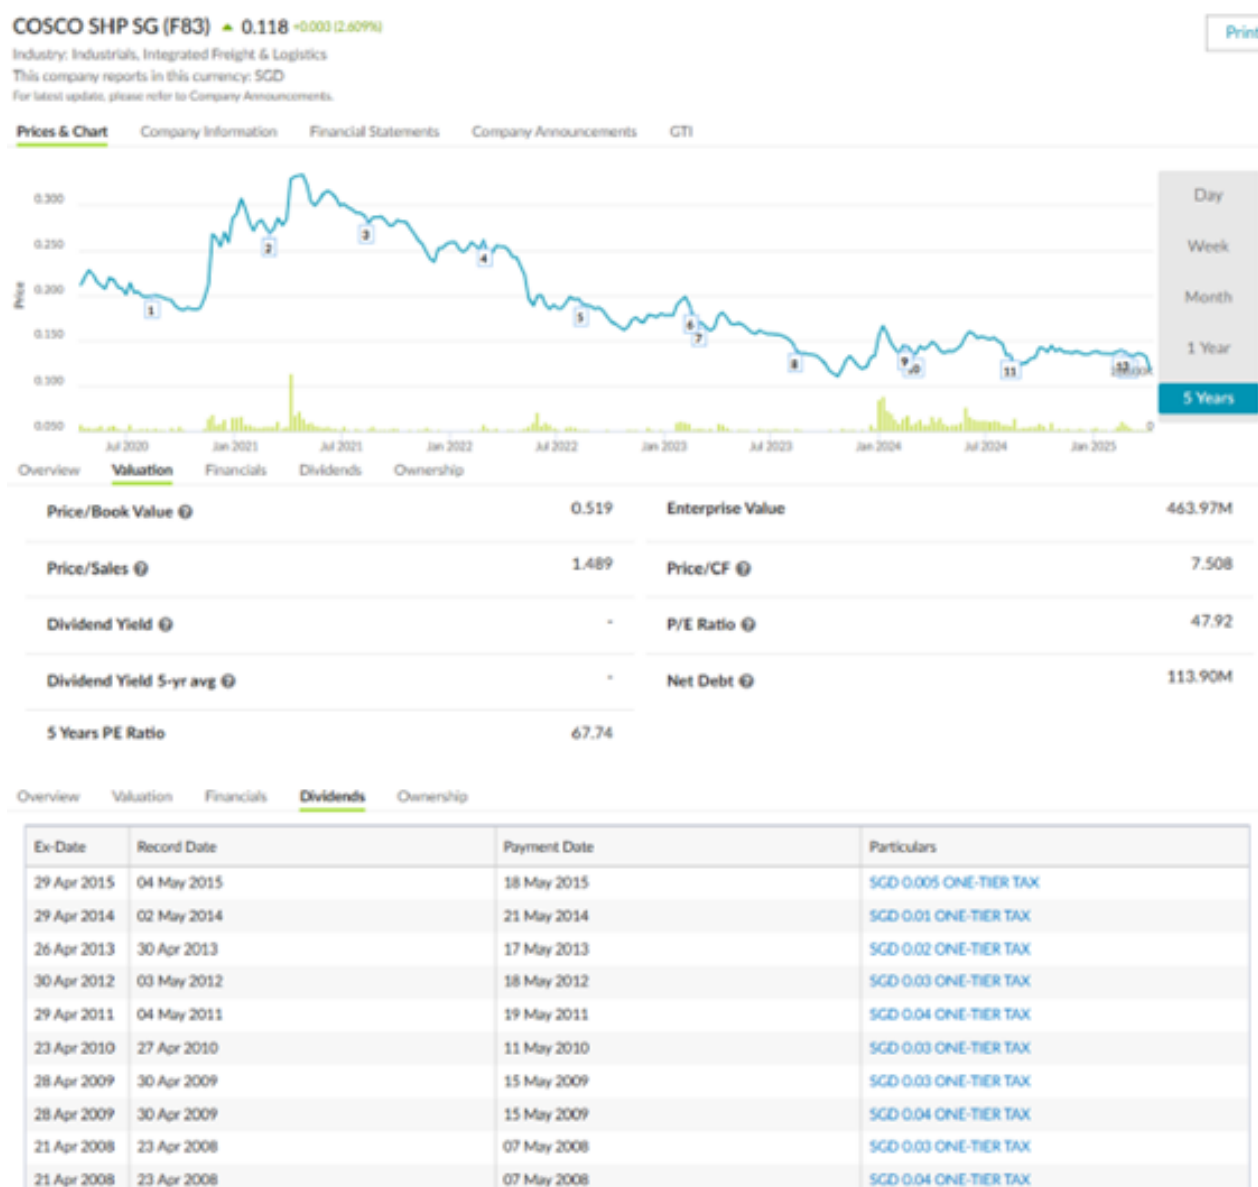 COSCO SHP SG (F83) 0.118 +0.003 (2.609%)
Print
Industry: Industrials, Integrated Freight & Logistics
This company reports in this currency: SGD
For latest update, please refer to Company Announcements.
Prices & Chart Company Information Financial Statements Company Announcements GTI
0.300
0.250
0.200
0.150
0.100
0.050
Price
1
2
3
4
5
6
7
8
9
11
0
Day
Week
Month
1 Year
5 Years
Jul 2020 Jan 2021 Jul 2021 Jan 2022 Jul 2022 Jan 2023 Jul 2023 Jan 2024 Jul 2024 Jan 2025
Overview Valuation Financials Dividends Ownership
Price/Book Value 0.519 Enterprise Value 463.97M
Price/Sales 1.489 Price/CF 7.508
Dividend Yield - P/E Ratio 47.92
Dividend Yield 5-yr avg - Net Debt 113.90M
5 Years PE Ratio 67.74
Overview Valuation Financials Dividends Ownership
Ex-Date Record Date Payment Date Particulars
29 Apr 2015 04 May 2015 18 May 2015 SGD 0.005 ONE-TIER TAX
29 Apr 2014 02 May 2014 21 May 2014 SGD 0.01 ONE-TIER TAX
26 Apr 2013 30 Apr 2013 17 May 2013 SGD 0.02 ONE-TIER TAX
30 Apr 2012 03 May 2012 18 May 2012 SGD 0.03 ONE-TIER TAX
29 Apr 2011 04 May 2011 19 May 2011 SGD 0.04 ONE-TIER TAX
23 Apr 2010 27 Apr 2010 11 May 2010 SGD 0.03 ONE-TIER TAX
28 Apr 2009 30 Apr 2009 15 May 2009 SGD 0.03 ONE-TIER TAX
28 Apr 2009 30 Apr 2009 15 May 2009 SGD 0.04 ONE-TIER TAX
21 Apr 2008 23 Apr 2008 07 May 2008 SGD 0.03 ONE-TIER TAX
21 Apr 2008 23 Apr 2008 07 May 2008 SGD 0.04 ONE-TIER TAX